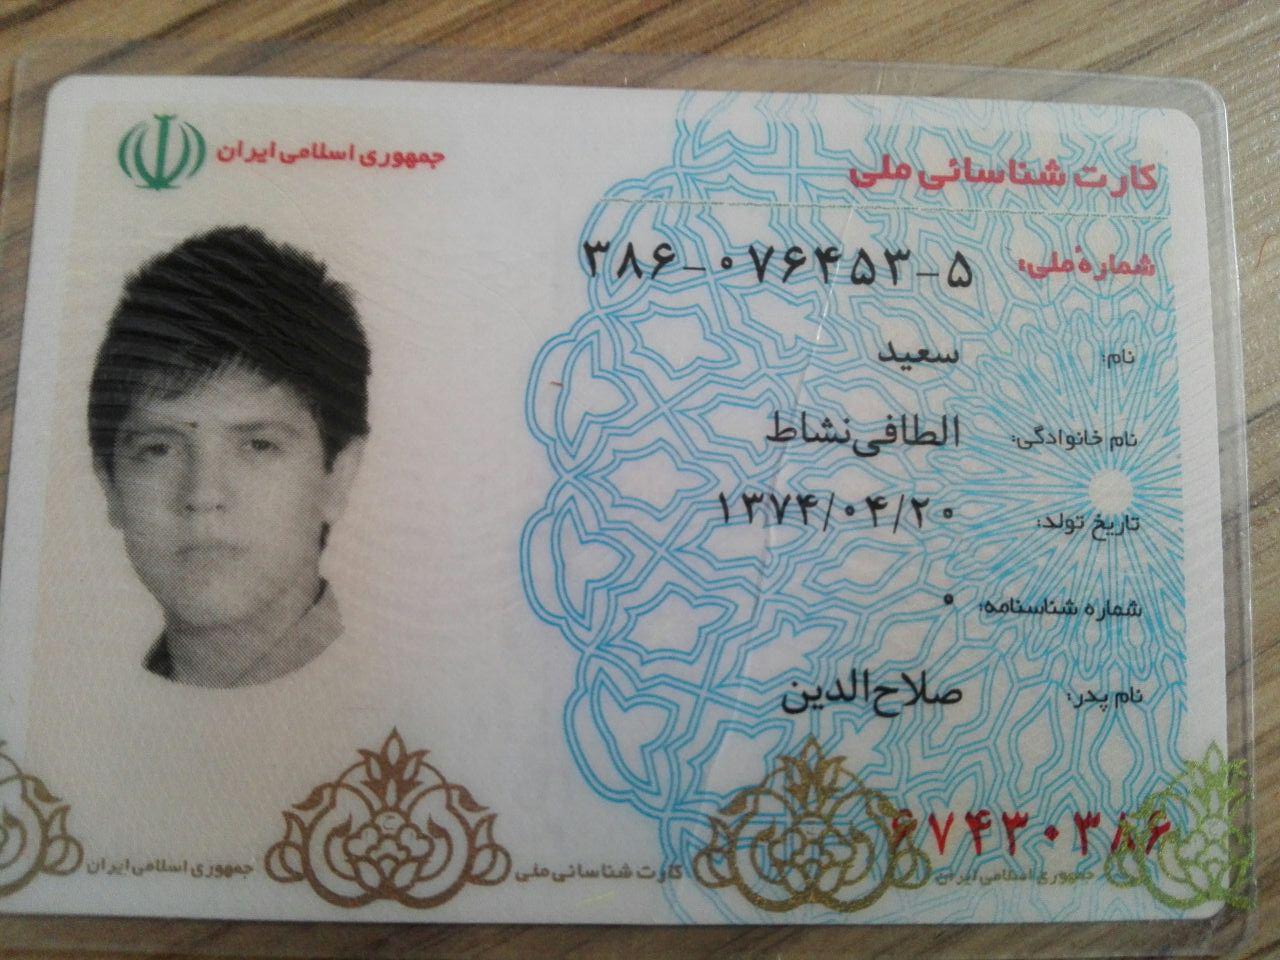 جمهوری اسلامی ایران
کارت شناسائی ملی
شماره ملی: ۳۸۶-۰۷۶۴۵۳-۵
نام: سعید
نام خانوادگی: الطافی‌نشاط
تاریخ تولد: ۱۳۷۴/۰۴/۲۰
شماره شناسنامه: ۰
نام پدر: صلاح‌الدین
۶۷۴۳۰۳۸۶
جمهوری اسلامی ایران کارت شناسائی ملی جمهوری اسلامی ایران